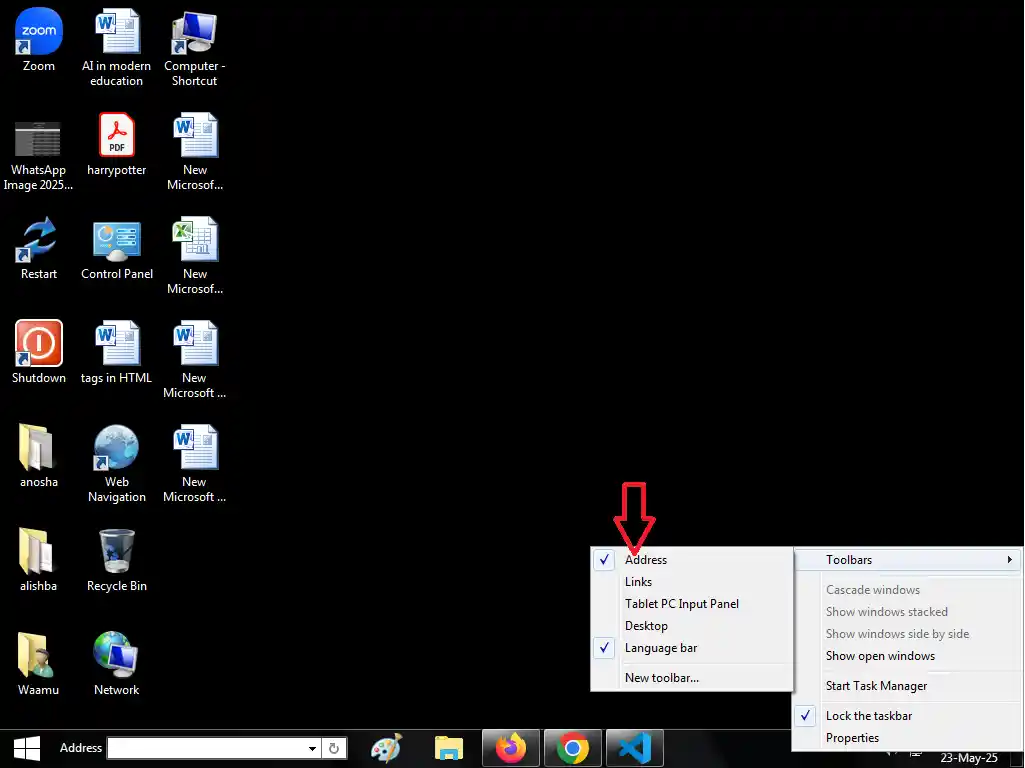 zoom
Zoom
AI in modern
education
Computer -
Shortcut
WhatsApp
Image 2025...
PDF
harrypotter
New
Microsof...
Restart
Control Panel
New
Microsof...
Shutdown
tags in HTML
New
Microsoft ...
anosha
Web
Navigation
New
Microsoft ...
alishba
Recycle Bin
Waamu
Network
Address
Links
Tablet PC Input Panel
Desktop
Language bar
New toolbar...
Toolbars
Cascade windows
Show windows stacked
Show windows side by side
Show open windows
Start Task Manager
Lock the taskbar
Properties
Address
23-May-25